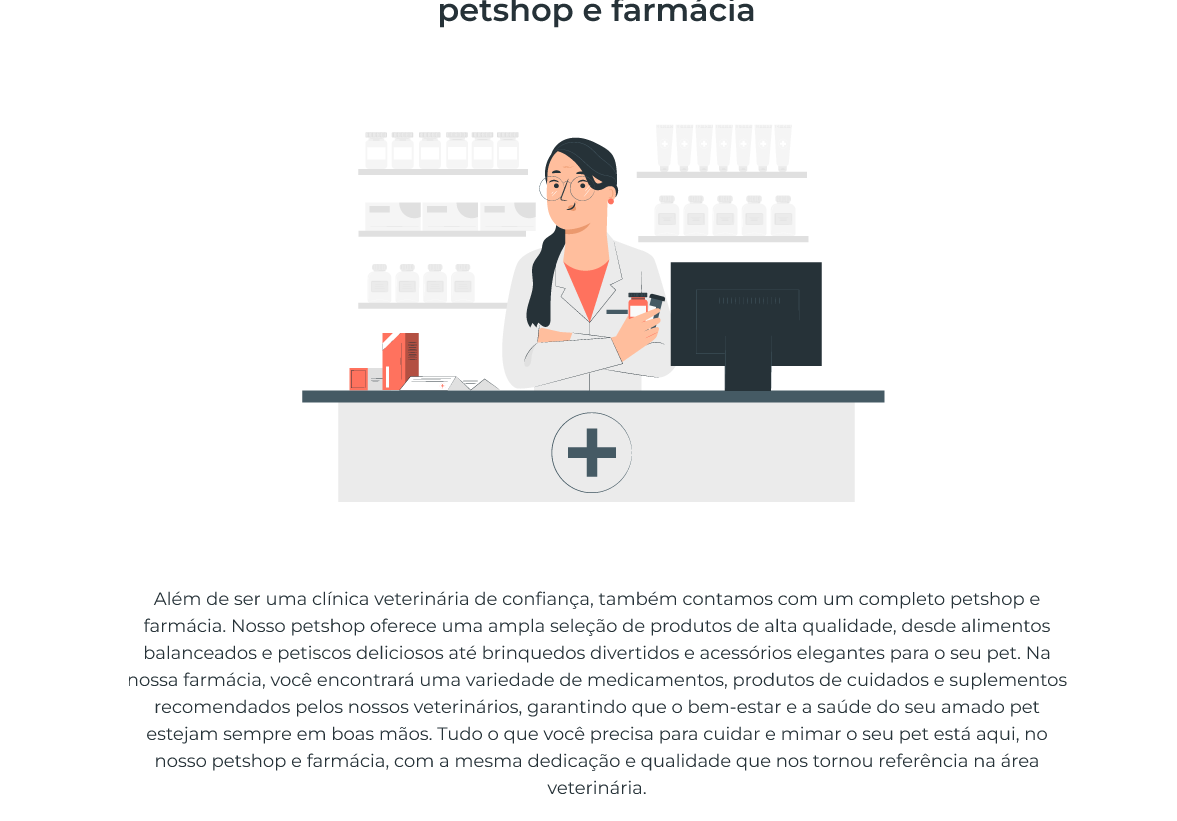 petshop e farmácia
Além de ser uma clínica veterinária de confiança, também contamos com um completo petshop e
farmácia. Nosso petshop oferece uma ampla seleção de produtos de alta qualidade, desde alimentos
balanceados e petiscos deliciosos até brinquedos divertidos e acessórios elegantes para o seu pet. Na
nossa farmácia, você encontrará uma variedade de medicamentos, produtos de cuidados e suplementos
recomendados pelos nossos veterinários, garantindo que o bem-estar e a saúde do seu amado pet
estejam sempre em boas mãos. Tudo o que você precisa para cuidar e mimar o seu pet está aqui, no
nosso petshop e farmácia, com a mesma dedicação e qualidade que nos tornou referência na área
veterinária.